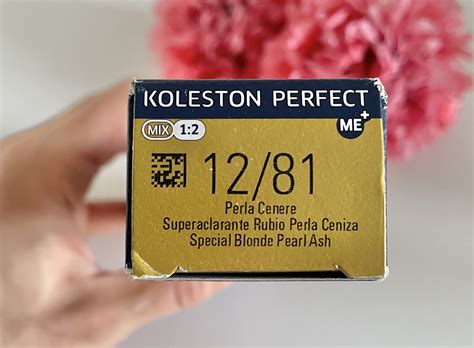 KOLESTON PERFECT
ME+
MIX 1:2
12/81
Perla Cenere
Superaclarante Rubio Perla Ceniza
Special Blonde Pearl Ash